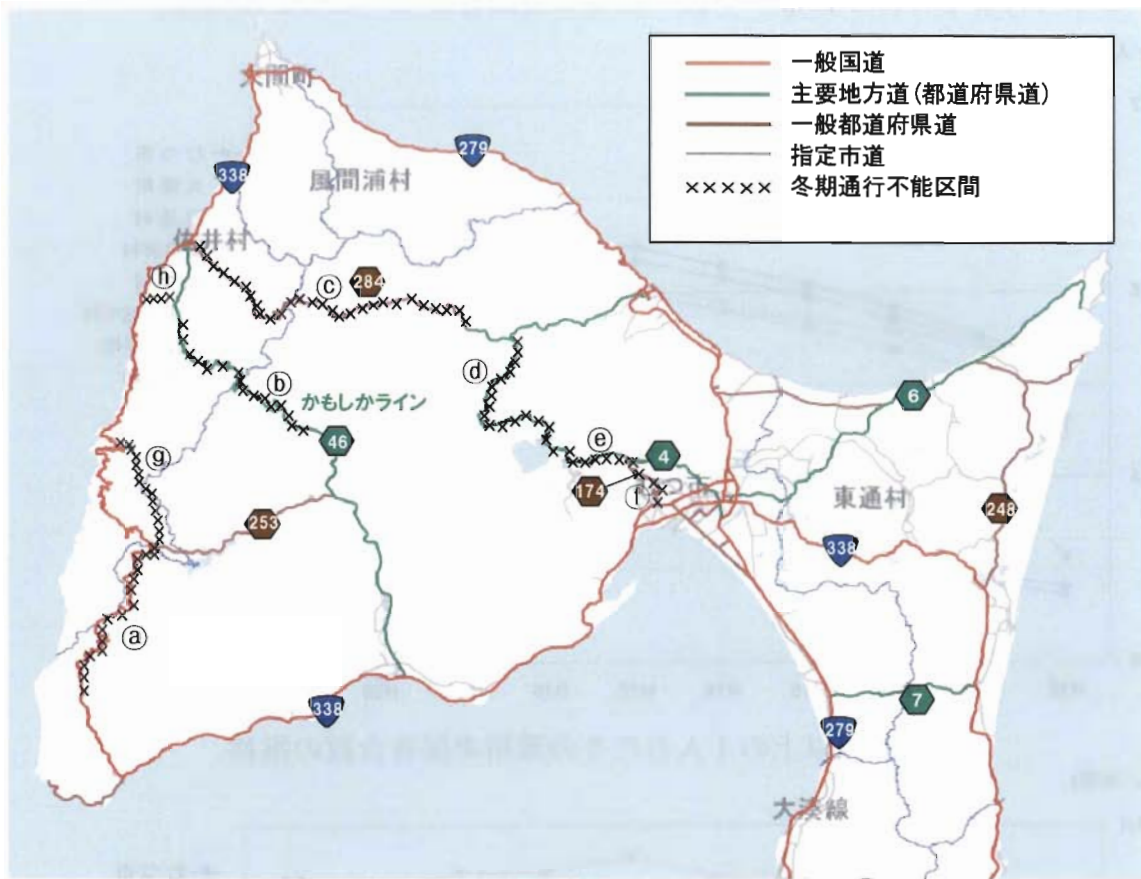 一般国道
主要地方道(都道府県道)
一般都道府県道
指定市道
冬期通行不能区間
大間町
279
338
風間浦村
佐井村
ⓗ
ⓒ
284
ⓓ
ⓑ
かもしかライン
46
6
ⓔ
4
ⓖ
174
むつ市
ⓕ
東通村
248
253
338
ⓐ
338
7
279
大湊線